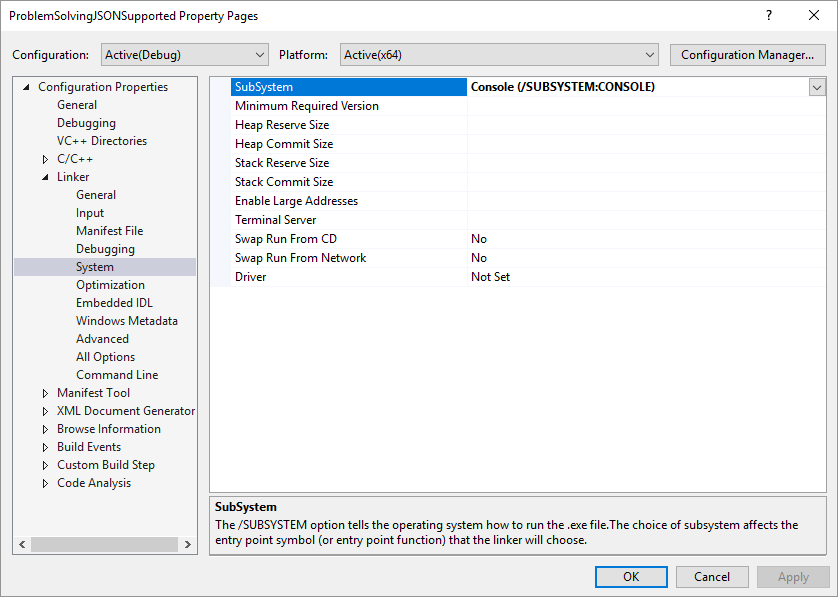 ProblemSolvingJSONSupported Property Pages
?
Configuration: Active(Debug) Platform: Active(x64) Configuration Manager...
Configuration Properties
General
Debugging
VC++ Directories
C/C++
Linker
General
Input
Manifest File
Debugging
System
Optimization
Embedded IDL
Windows Metadata
Advanced
All Options
Command Line
Manifest Tool
XML Document Generator
Browse Information
Build Events
Custom Build Step
Code Analysis
SubSystem Console (/SUBSYSTEM:CONSOLE)
Minimum Required Version
Heap Reserve Size
Heap Commit Size
Stack Reserve Size
Stack Commit Size
Enable Large Addresses
Terminal Server
Swap Run From CD No
Swap Run From Network No
Driver Not Set
SubSystem
The /SUBSYSTEM option tells the operating system how to run the .exe file.The choice of subsystem affects the
entry point symbol (or entry point function) that the linker will choose.
OK Cancel Apply